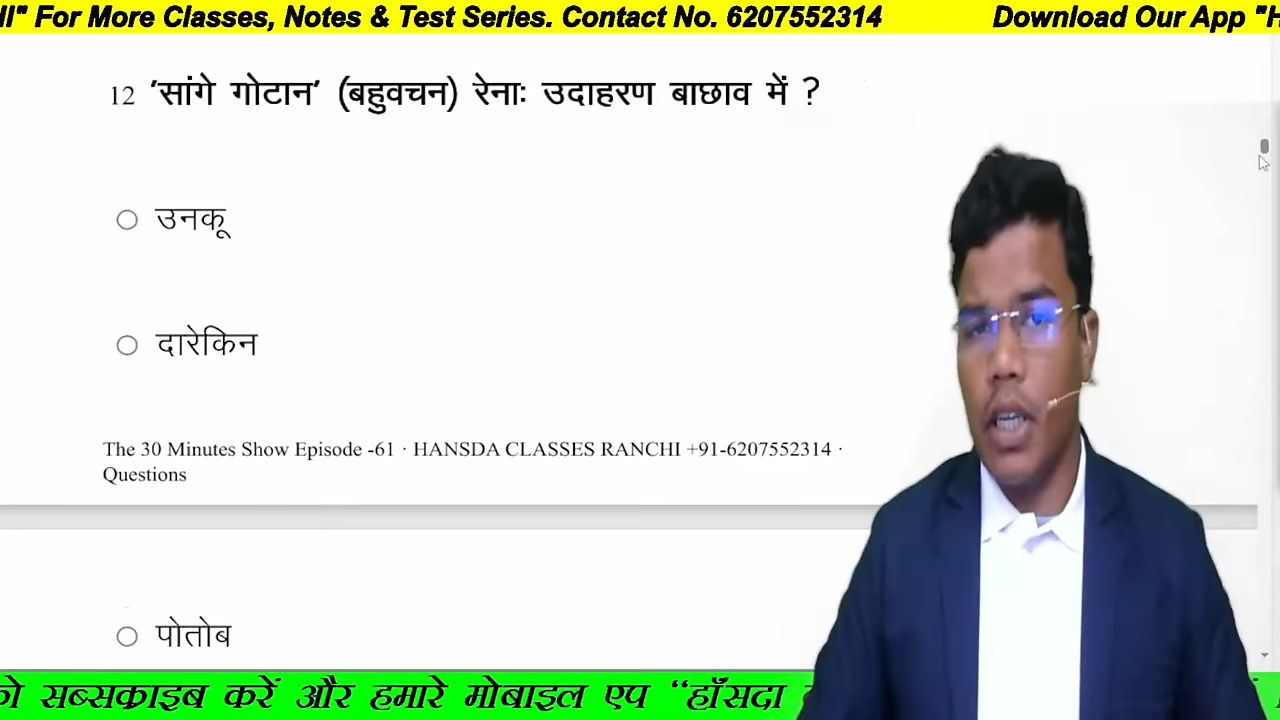 II" For More Classes, Notes & Test Series. Contact No. 6207552314 Download Our App "H
12 'सांगे गोटान' (बहुवचन) रेनाः उदाहरण बाछाव में ?
उनकू
दारेकिन
The 30 Minutes Show Episode -61 · HANSDA CLASSES RANCHI +91-6207552314 ·
Questions
पोतोब
को सब्सक्राइब करें और हमारे मोबाइल एप “हाँसदा